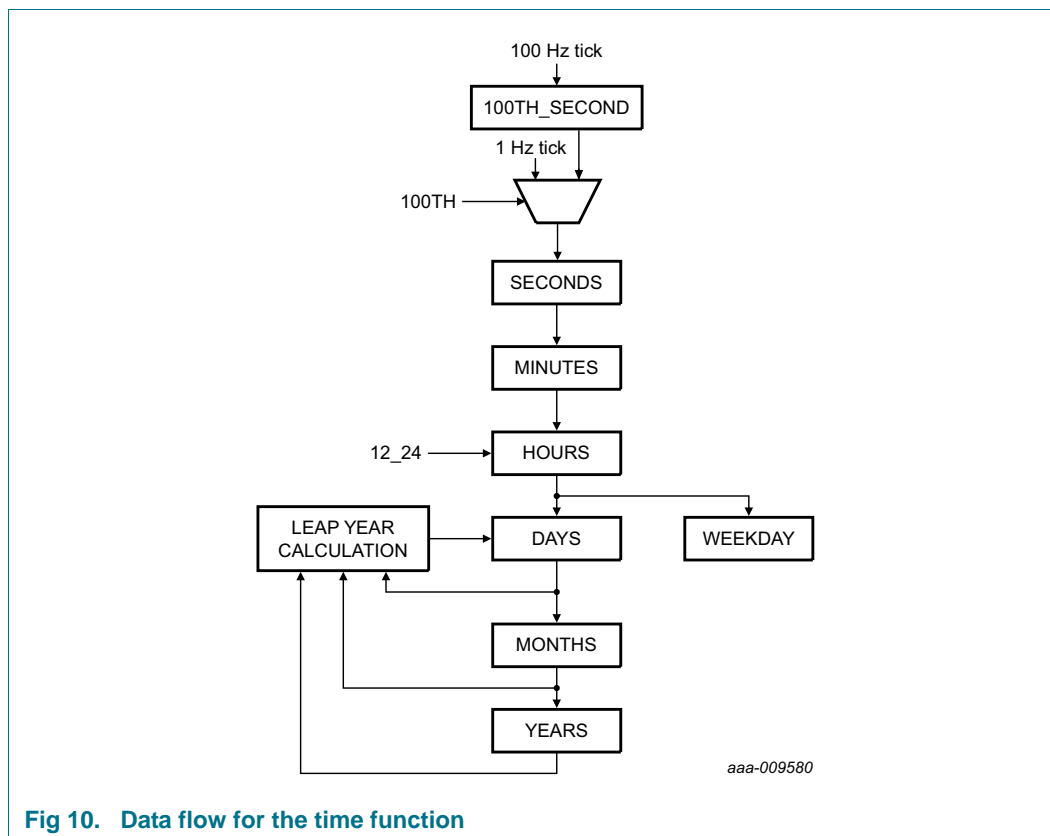 100 Hz tick
100TH_SECOND
1 Hz tick
100TH
SECONDS
MINUTES
12_24
HOURS
LEAP YEAR
CALCULATION
DAYS
WEEKDAY
MONTHS
YEARS
aaa-009580
Fig 10. Data flow for the time function